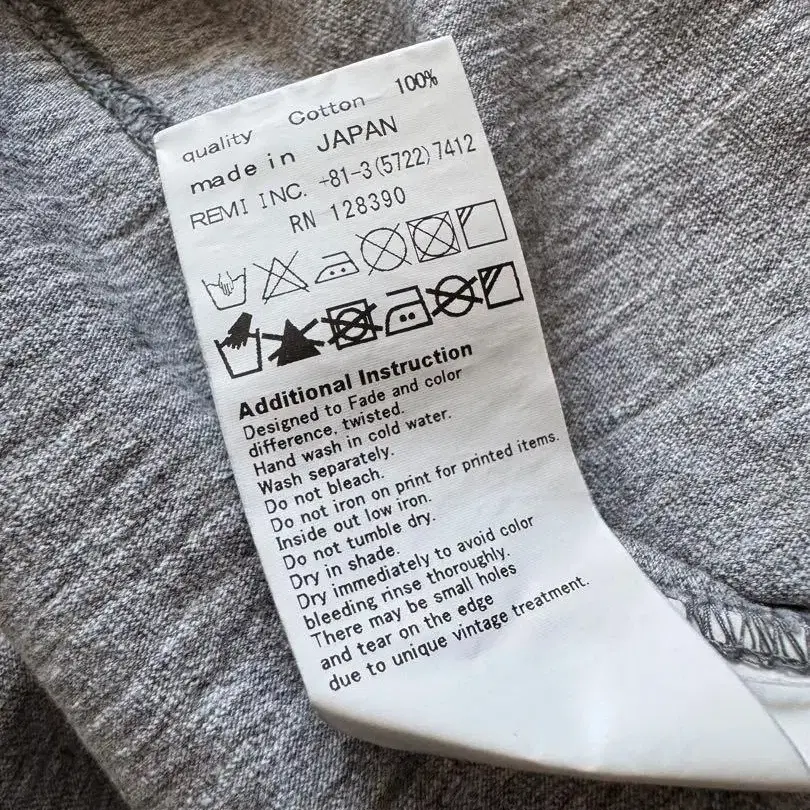 quality Cotton 100%
made in JAPAN
REMI INC. +81-3(5722)7412
RN 128390
Additional Instruction
Designed to Fade and color
difference, twisted.
Hand wash in cold water.
Wash separately.
Do not bleach.
Do not iron on print for printed items.
Inside out low iron.
Do not tumble dry.
Dry in shade.
Dry immediately to avoid color
bleeding rinse thoroughly.
There may be small holes
and tear on the edge
due to unique vintage treatment.